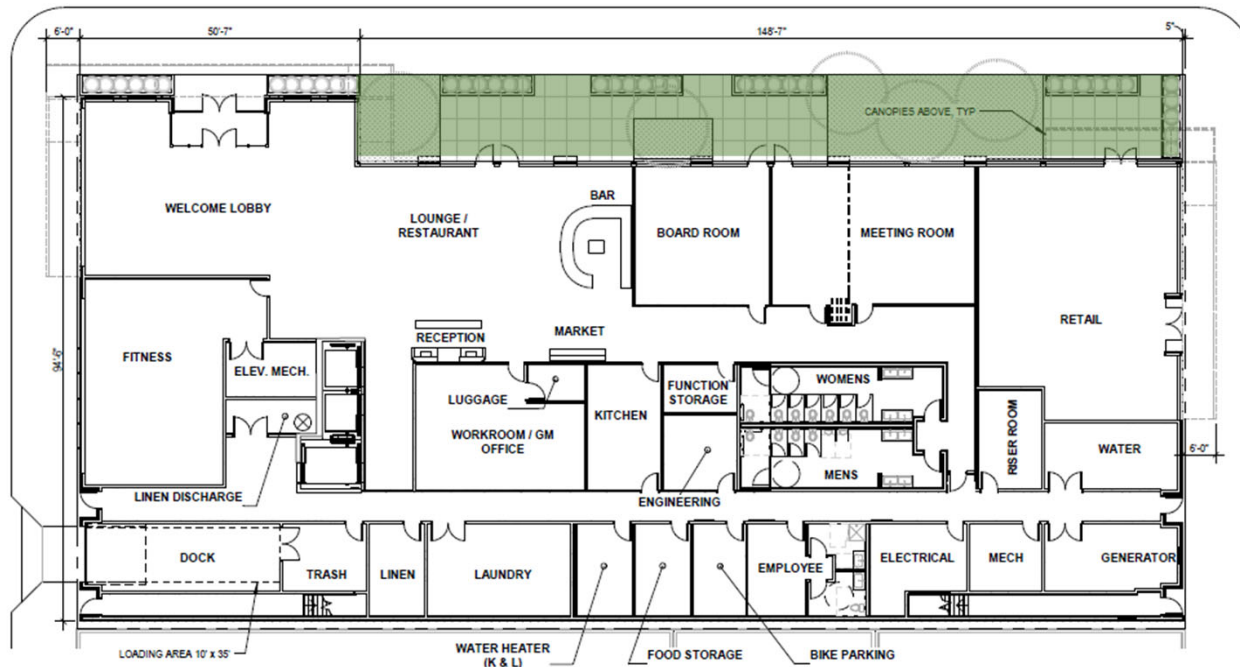 6'-0"
50'-7"
148'-7"
5"
CANOPIES ABOVE, TYP
BAR
WELCOME LOBBY
LOUNGE /
RESTAURANT
BOARD ROOM
MEETING ROOM
94'-6"
RETAIL
RECEPTION
MARKET
FITNESS
ELEV. MECH.
LUGGAGE
FUNCTION
STORAGE
WOMENS
KITCHEN
WORKROOM / GM
OFFICE
RISER ROOM
WATER
6'-0"
MENS
LINEN DISCHARGE
ENGINEERING
DOCK
TRASH
LINEN
LAUNDRY
EMPLOYEE
ELECTRICAL
MECH
GENERATOR
LOADING AREA 10' x 35'
WATER HEATER
(K & L)
FOOD STORAGE
BIKE PARKING